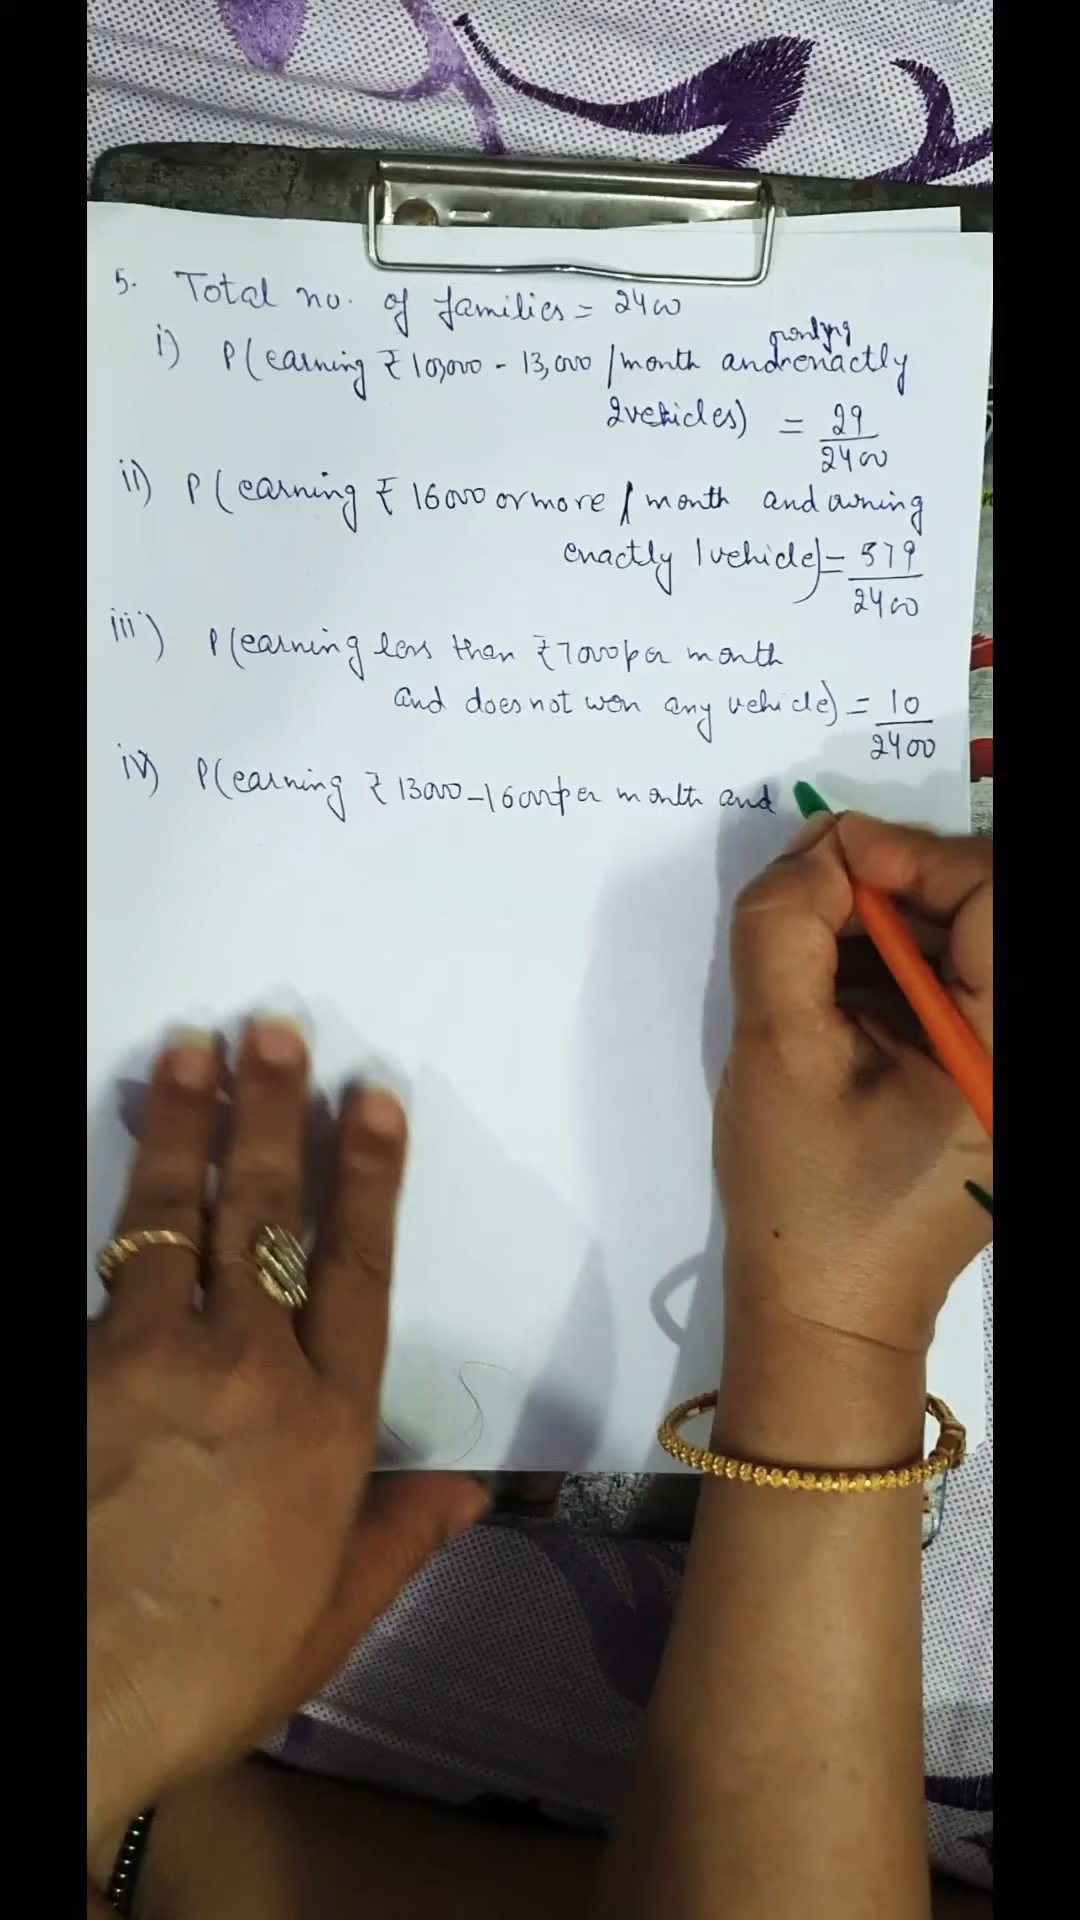 5. Total no. of families = 2400
i) P(earning ₹10,000 - 13,000 /month and owning exactly
2 vehicles) = 29/2400
ii) P(earning ₹16000 or more / month and owning
exactly 1 vehicle) = 579/2400
iii) P(earning less than ₹7000 per month
and does not won any vehicle) = 10/2400
iv) P(earning ₹13000-16000 per month and